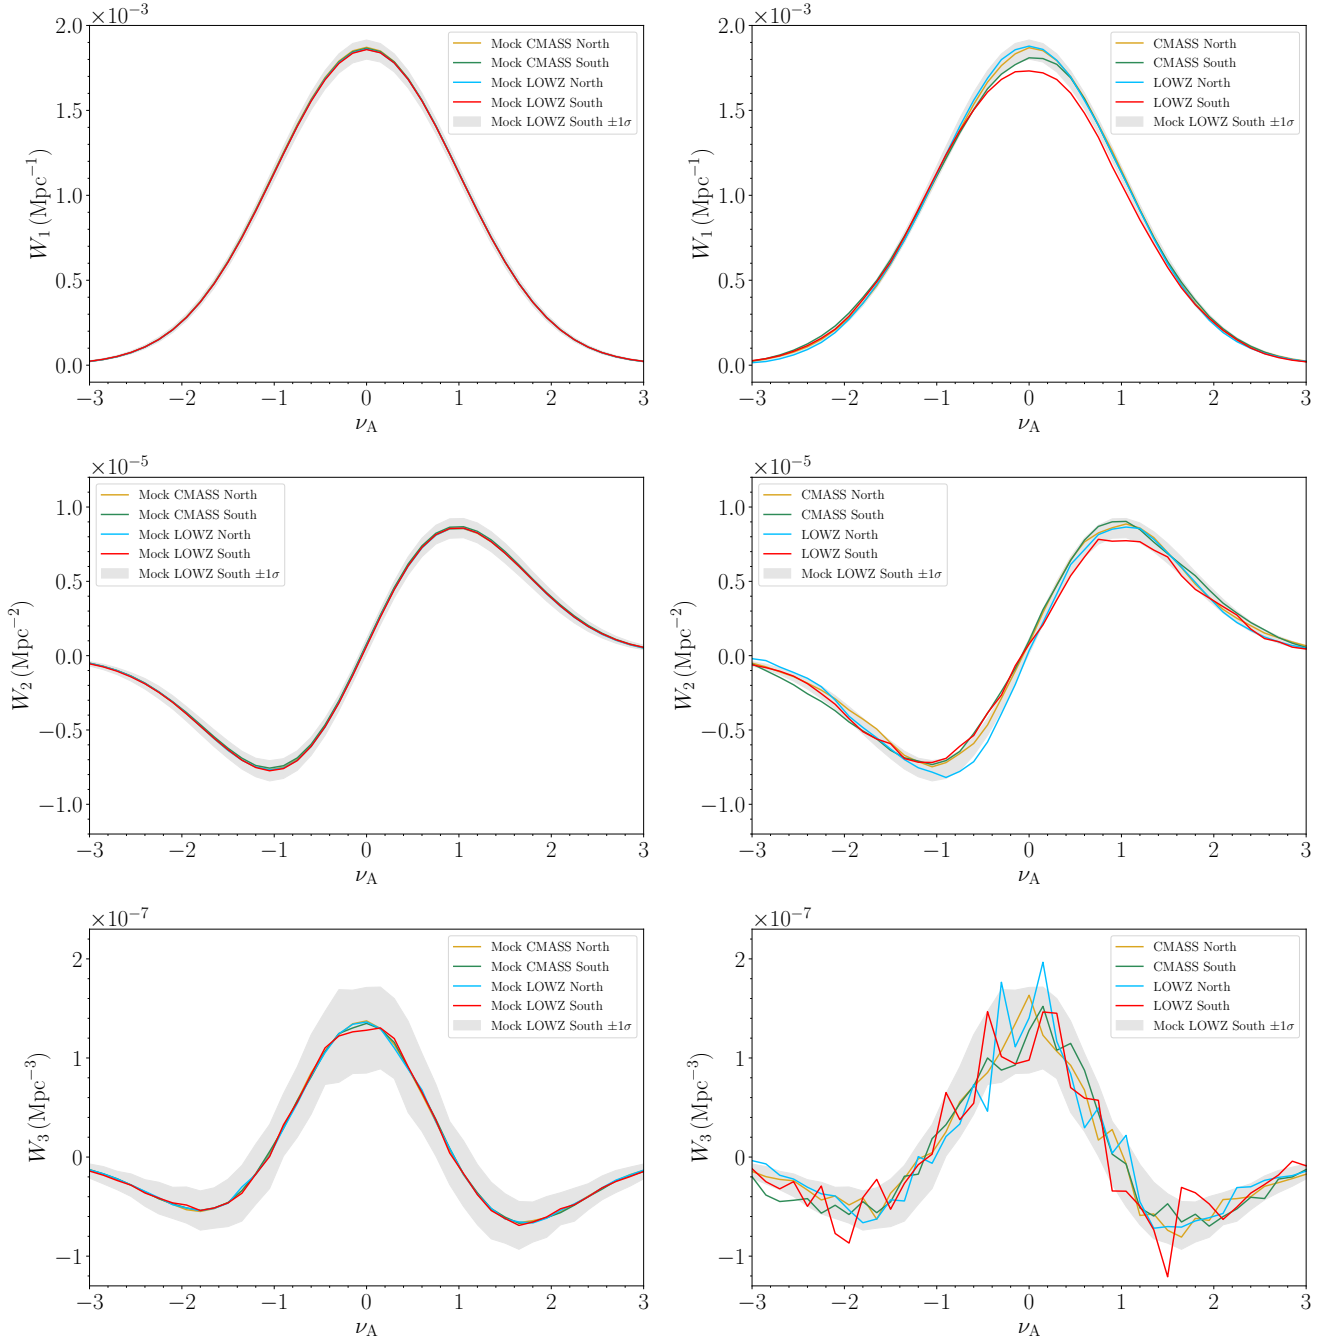 ×10⁻³
2.0
1.5
1.0
0.5
0.0
W₁ (Mpc⁻¹)
Mock CMASS North
Mock CMASS South
Mock LOWZ North
Mock LOWZ South
Mock LOWZ South ±1σ
−3 −2 −1 0 1 2 3
ν_A
×10⁻³
2.0
1.5
1.0
0.5
0.0
W₁ (Mpc⁻¹)
CMASS North
CMASS South
LOWZ North
LOWZ South
Mock LOWZ South ±1σ
−3 −2 −1 0 1 2 3
ν_A
×10⁻⁵
1.0
0.5
0.0
−0.5
−1.0
W₂ (Mpc⁻²)
Mock CMASS North
Mock CMASS South
Mock LOWZ North
Mock LOWZ South
Mock LOWZ South ±1σ
−3 −2 −1 0 1 2 3
ν_A
×10⁻⁵
1.0
0.5
0.0
−0.5
−1.0
W₂ (Mpc⁻²)
CMASS North
CMASS South
LOWZ North
LOWZ South
Mock LOWZ South ±1σ
−3 −2 −1 0 1 2 3
ν_A
×10⁻⁷
2
1
0
−1
W₃ (Mpc⁻³)
Mock CMASS North
Mock CMASS South
Mock LOWZ North
Mock LOWZ South
Mock LOWZ South ±1σ
−3 −2 −1 0 1 2 3
ν_A
×10⁻⁷
2
1
0
−1
W₃ (Mpc⁻³)
CMASS North
CMASS South
LOWZ North
LOWZ South
Mock LOWZ South ±1σ
−3 −2 −1 0 1 2 3
ν_A